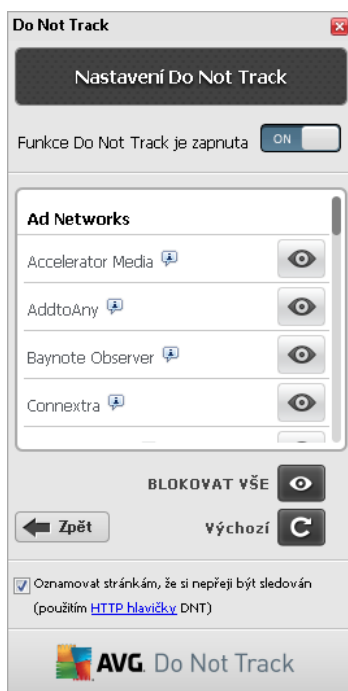 Do Not Track
Nastavení Do Not Track
Funkce Do Not Track je zapnuta ON
Ad Networks
Accelerator Media
AddtoAny
Baynote Observer
Connextra
BLOKOVAT VŠE
Zpět
Výchozí
Oznamovat stránkám, že si nepřeji být sledován
(použitím HTTP hlavičky DNT)
AVG. Do Not Track